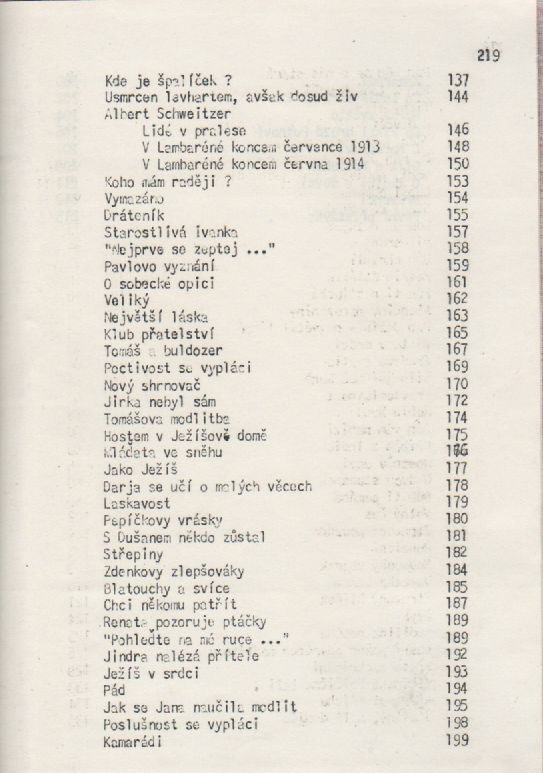 219
Kde je špalíček ? 137
Usmrcen levhartem, avšak dosud živ 144
Albert Schweitzer
Lidé v pralese 146
V Lambaréné koncem července 1913 148
V Lambaréné koncem června 1914 150
Koho mám raději ? 153
Vymazáno 154
Dráteník 155
Starostlivá Ivanka 157
"Nejprve se zeptej ..." 158
Pavlovo vyznání 159
O sobecké opici 161
Veliký 162
Největší láska 163
Klub přatelství 165
Tomáš a buldozer 167
Poctivost se vyplácí 169
Nový shrnovač 170
Jirka nebyl sám 172
Tomášova modlitba 174
Hostem v Ježíšově domě 175
Mláďata ve sněhu 176
Jako Ježíš 177
Darja se učí o malých věcech 178
Laskavost 179
Pepíčkovy vrásky 180
S Dušanem někdo zůstal 181
Střepiny 182
Zdenkovy zlepšováky 184
Blatouchy a svíce 185
Chci někomu patřit 187
Renata pozoruje ptáčky 189
"Pohleďte na mé ruce ..." 189
Jindra nalézá přítele 192
Ježíš v srdci 193
Pád 194
Jak se Jana naučila modlit 195
Poslušnost se vyplácí 198
Kamarádi 199